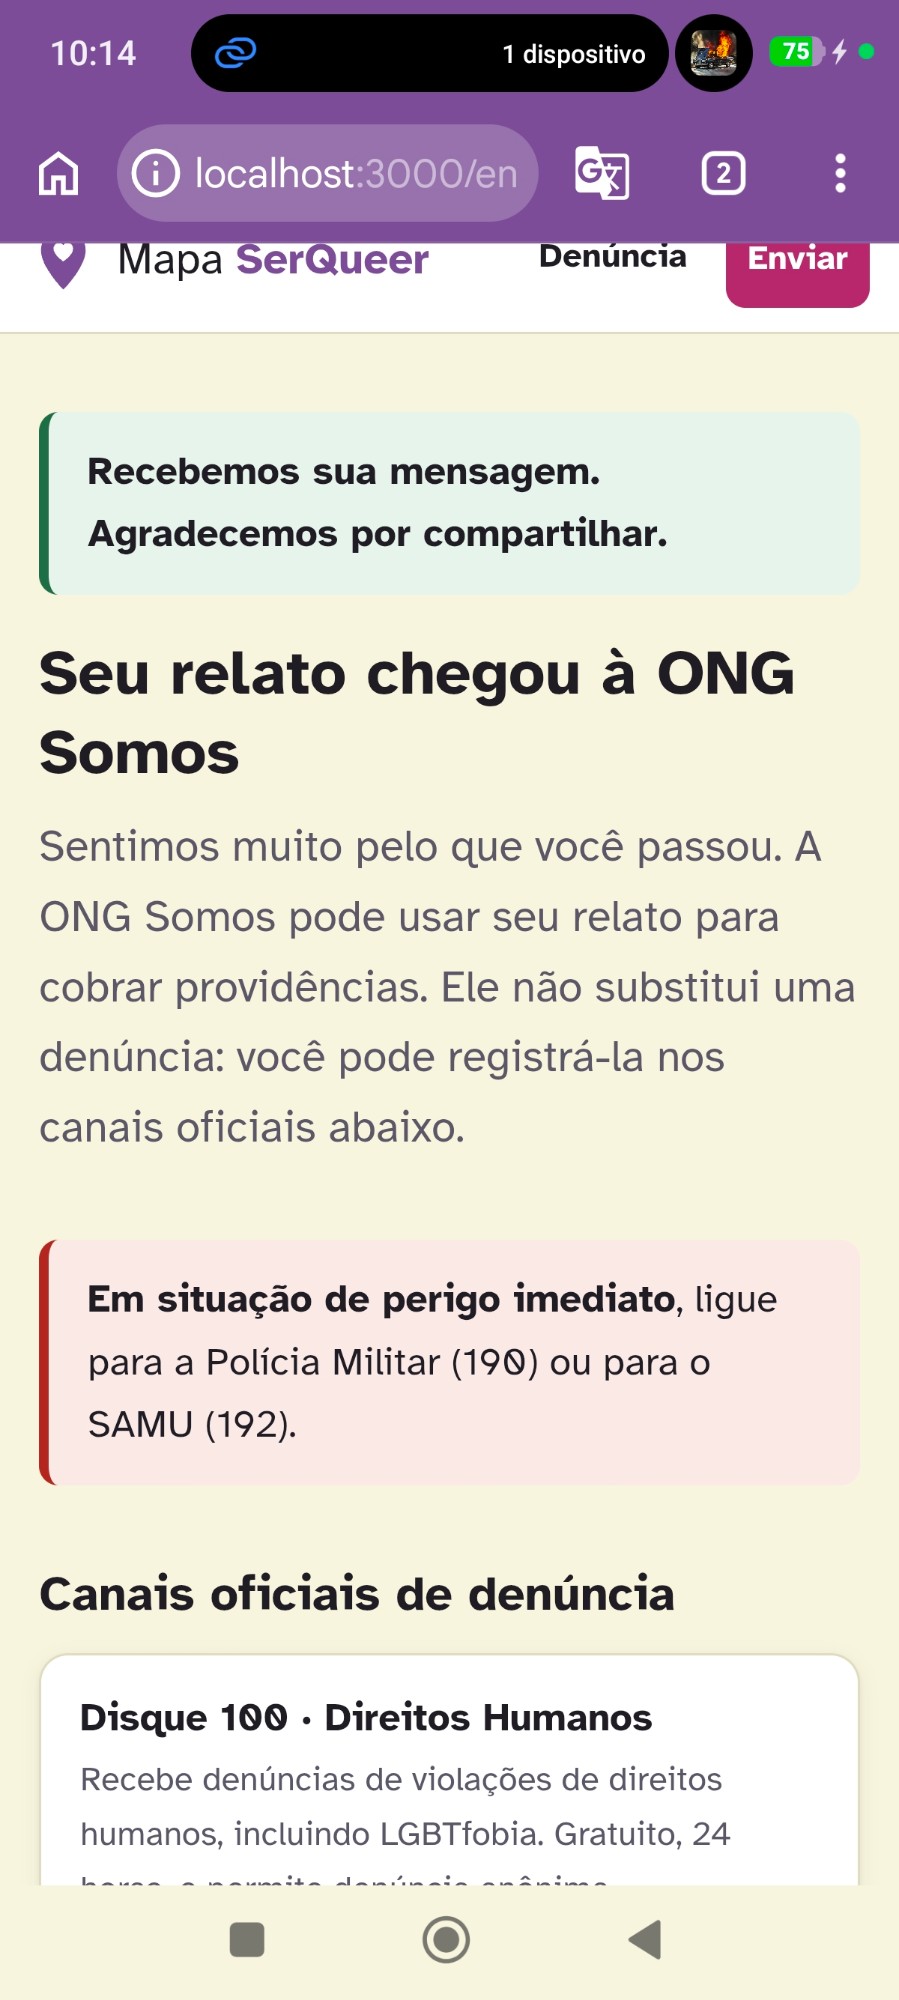 10:14
1 dispositivo
75
localhost:3000/en
2
Mapa SerQueer
Denúncia
Enviar
Recebemos sua mensagem.
Agradecemos por compartilhar.
Seu relato chegou à ONG
Somos
Sentimos muito pelo que você passou. A
ONG Somos pode usar seu relato para
cobrar providências. Ele não substitui uma
denúncia: você pode registrá-la nos
canais oficiais abaixo.
Em situação de perigo imediato, ligue
para a Polícia Militar (190) ou para o
SAMU (192).
Canais oficiais de denúncia
Disque 100 · Direitos Humanos
Recebe denúncias de violações de direitos
humanos, incluindo LGBTfobia. Gratuito, 24
horas, e permite denúncia anônima.